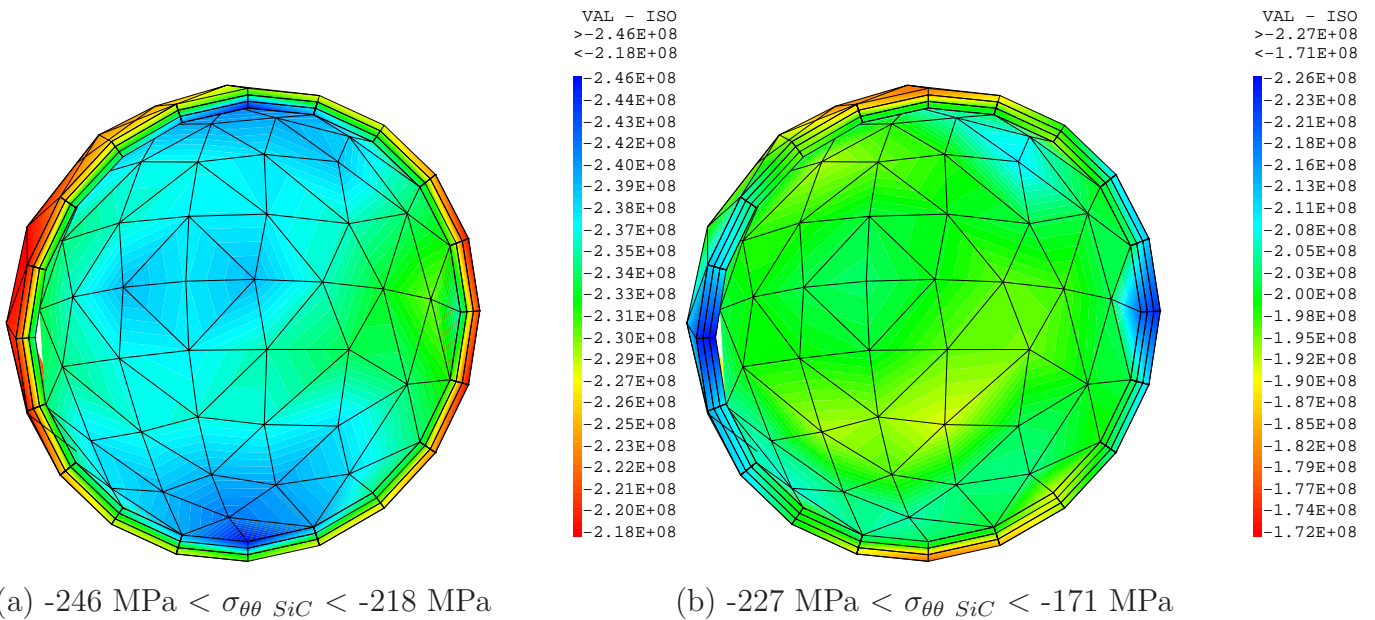 VAL - ISO
>-2.46E+08
<-2.18E+08
-2.46E+08
-2.44E+08
-2.43E+08
-2.42E+08
-2.40E+08
-2.39E+08
-2.38E+08
-2.37E+08
-2.35E+08
-2.34E+08
-2.33E+08
-2.31E+08
-2.30E+08
-2.29E+08
-2.27E+08
-2.26E+08
-2.25E+08
-2.23E+08
-2.22E+08
-2.21E+08
-2.20E+08
-2.18E+08
VAL - ISO
>-2.27E+08
<-1.71E+08
-2.26E+08
-2.23E+08
-2.21E+08
-2.18E+08
-2.16E+08
-2.13E+08
-2.11E+08
-2.08E+08
-2.05E+08
-2.03E+08
-2.00E+08
-1.98E+08
-1.95E+08
-1.92E+08
-1.90E+08
-1.87E+08
-1.85E+08
-1.82E+08
-1.79E+08
-1.77E+08
-1.74E+08
-1.72E+08
(a) -246 MPa < σθθ SiC < -218 MPa
(b) -227 MPa < σθθ SiC < -171 MPa